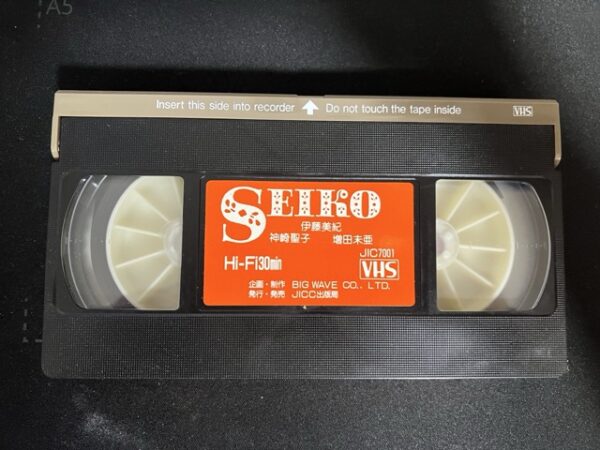 A5
Insert this side into recorder ↑ Do not touch the tape inside VHS
SEIKO
伊藤美紀
神崎聖子 増田未亜
JIC7001
Hi-Fi30min VHS
企画・制作 BIG WAVE CO., LTD.
発行・発売 JICC出版局